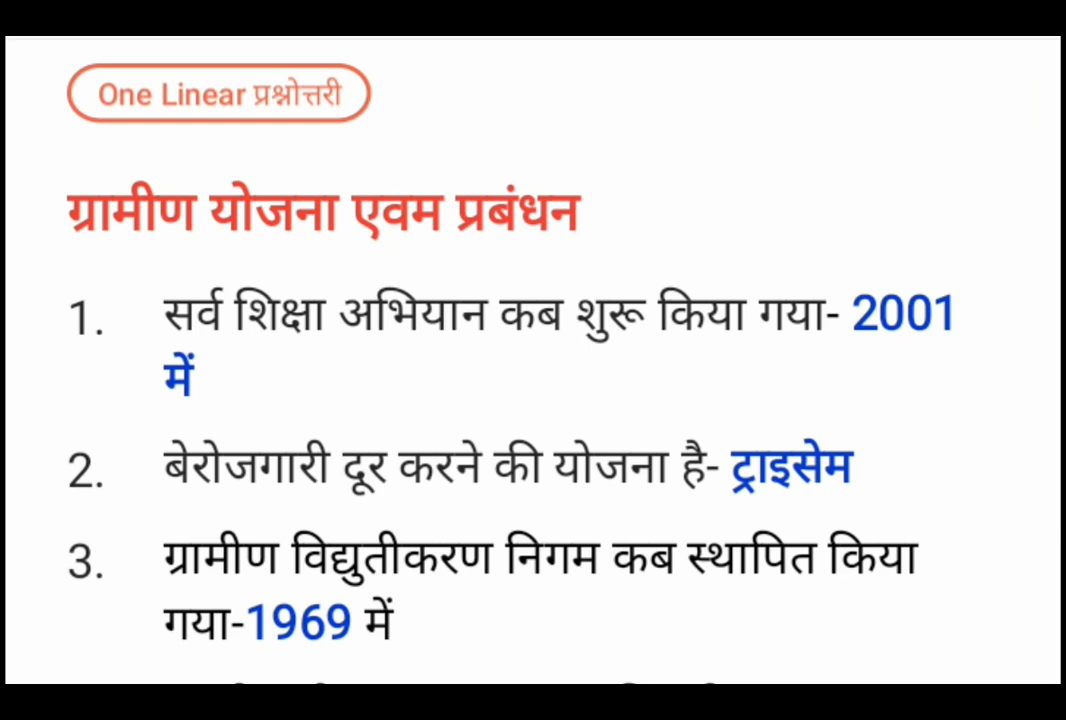 One Linear प्रश्नोत्तरी
ग्रामीण योजना एवम प्रबंधन
1. सर्व शिक्षा अभियान कब शुरू किया गया- 2001
में
2. बेरोजगारी दूर करने की योजना है- ट्राइसेम
3. ग्रामीण विद्युतीकरण निगम कब स्थापित किया
गया-1969 में